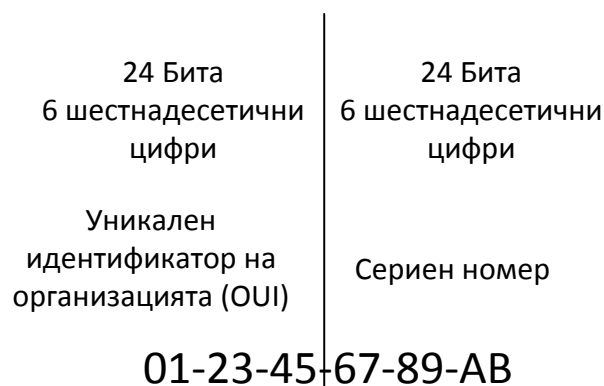 24 Бита
6 шестнадесетични
цифри
Уникален
идентификатор на
организацията (OUI)
24 Бита
6 шестнадесетични
цифри
Сериен номер
01-23-45-67-89-AB